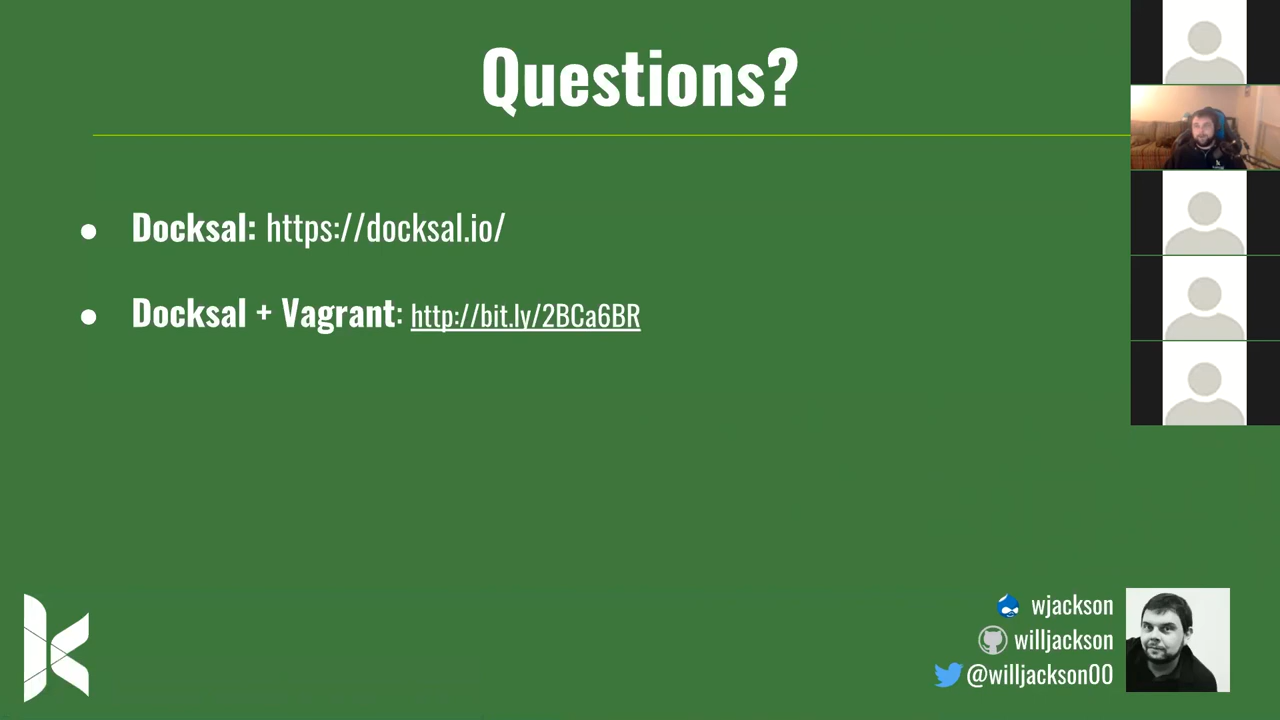 Questions?
Docksal: https://docksal.io/
Docksal + Vagrant: http://bit.ly/2BCa6BR
wjackson
willjackson
@willjackson00